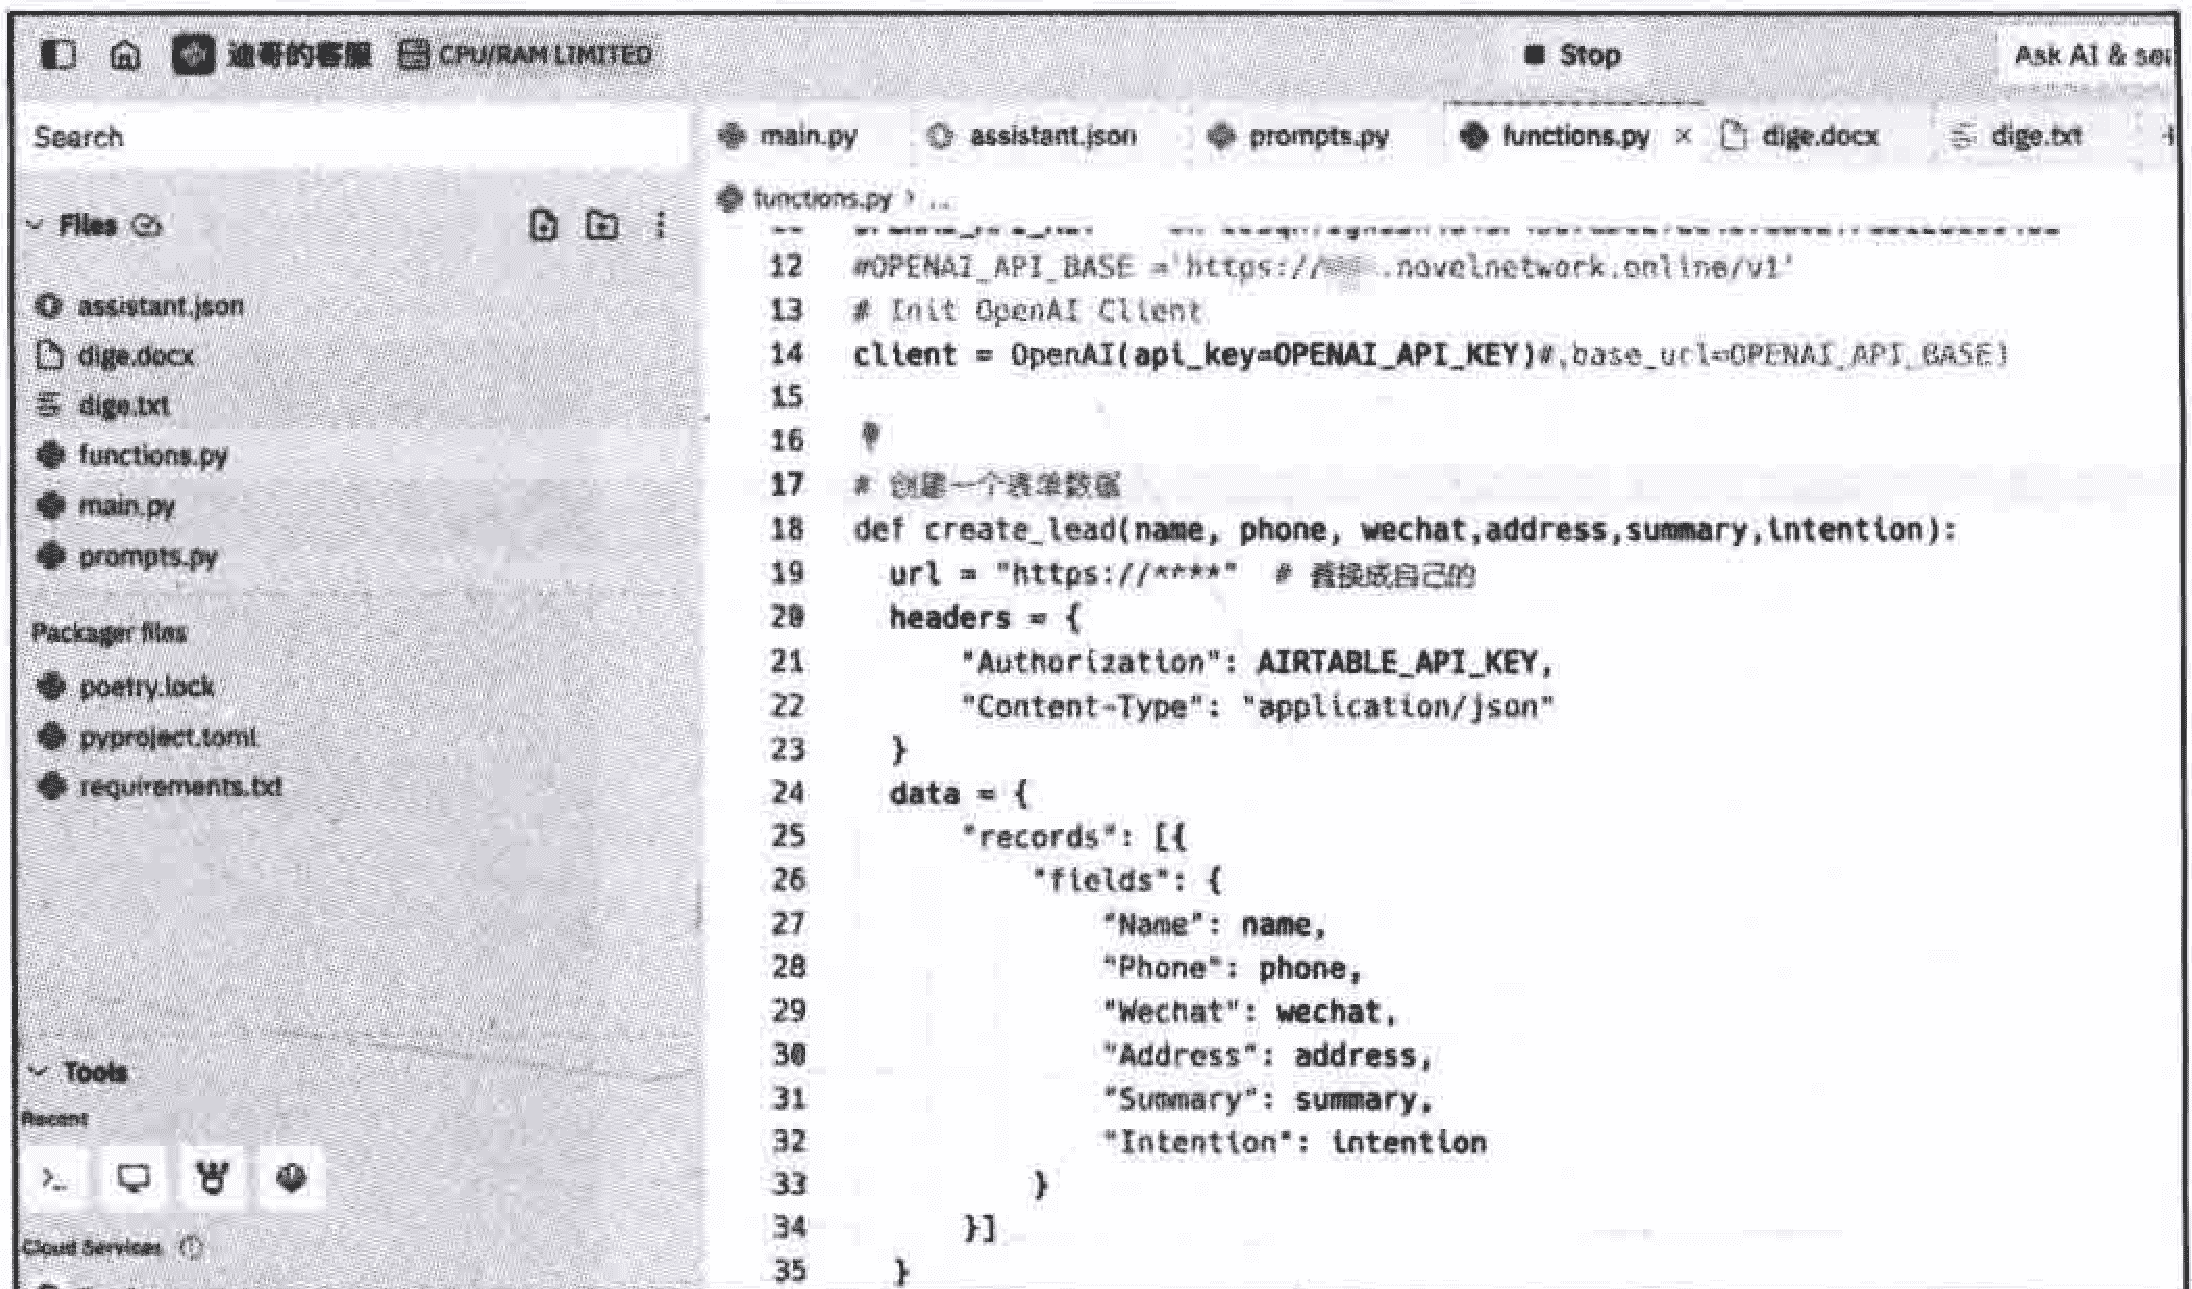 迪哥的客服 CPU/RAM LIMITED
Stop
Ask AI &
Search
main.py
assistant.json
prompts.py
functions.py ×
dige.docx
dige.txt
Files
functions.py › ...
assistant.json
dige.docx
dige.txt
functions.py
main.py
prompts.py
Packager files
poetry.lock
pyproject.toml
requirements.txt
Tools
Recent
Cloud Services
12 #OPENAI_API_BASE ='https:// .novelnetwork.online/v1'
13 # Init OpenAI Client
14 client = OpenAI(api_key=OPENAI_API_KEY)#,base_url=OPENAI_API_BASE)
15
16
17 # 创建一个表单数据
18 def create_lead(name, phone, wechat,address,summary,intention):
19 url = "https://****" # 替换成自己的
20 headers = {
21 "Authorization": AIRTABLE_API_KEY,
22 "Content-Type": "application/json"
23 }
24 data = {
25 "records": [{
26 "fields": {
27 "Name": name,
28 "Phone": phone,
29 "Wechat": wechat,
30 "Address": address,
31 "Summary": summary,
32 "Intention": intention
33 }
34 }]
35 }